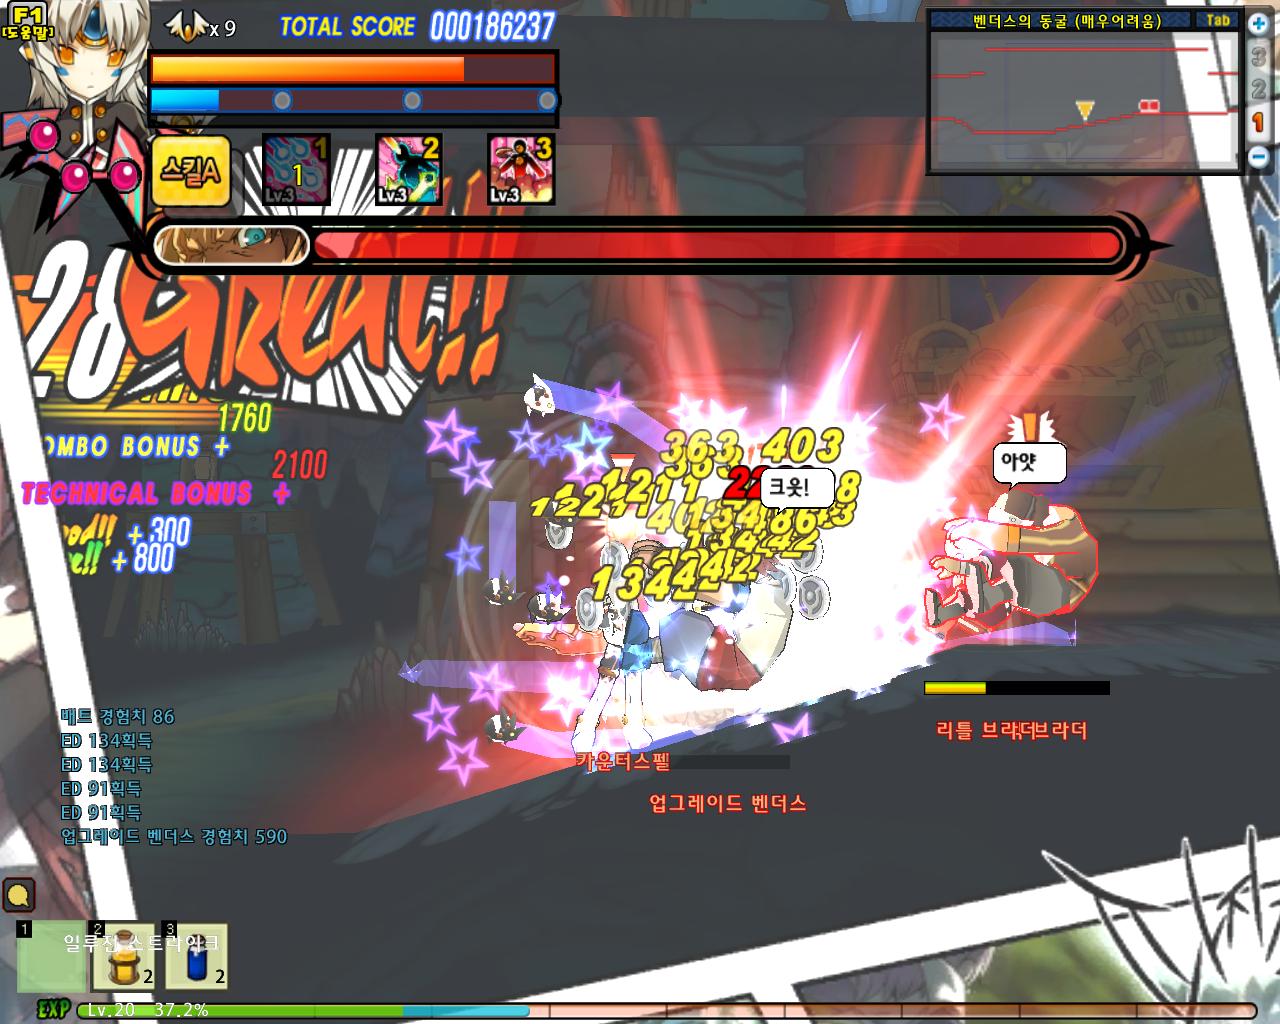 F1
[도움말]
x 9
TOTAL SCORE 000186237
벤더스의 동굴 (매우어려움)
Tab
3
2
1
스킬A
1
1
Lv.3
2
Lv.3
3
Lv.3
28 GREAT!!
1760
OMBO BONUS +
2100
TECHNICAL BONUS +
+ 300
+ 800
363 403
크읏!
아얏
배트 경험치 86
ED 134획득
ED 134획득
ED 91획득
ED 91획득
업그레이드 벤더스 경험치 590
카운터스펠
업그레이드 벤더스
리틀 브라더
브라더
1
2
3
일루전 스트라이크
2
2
EXP
Lv.20 37.2%